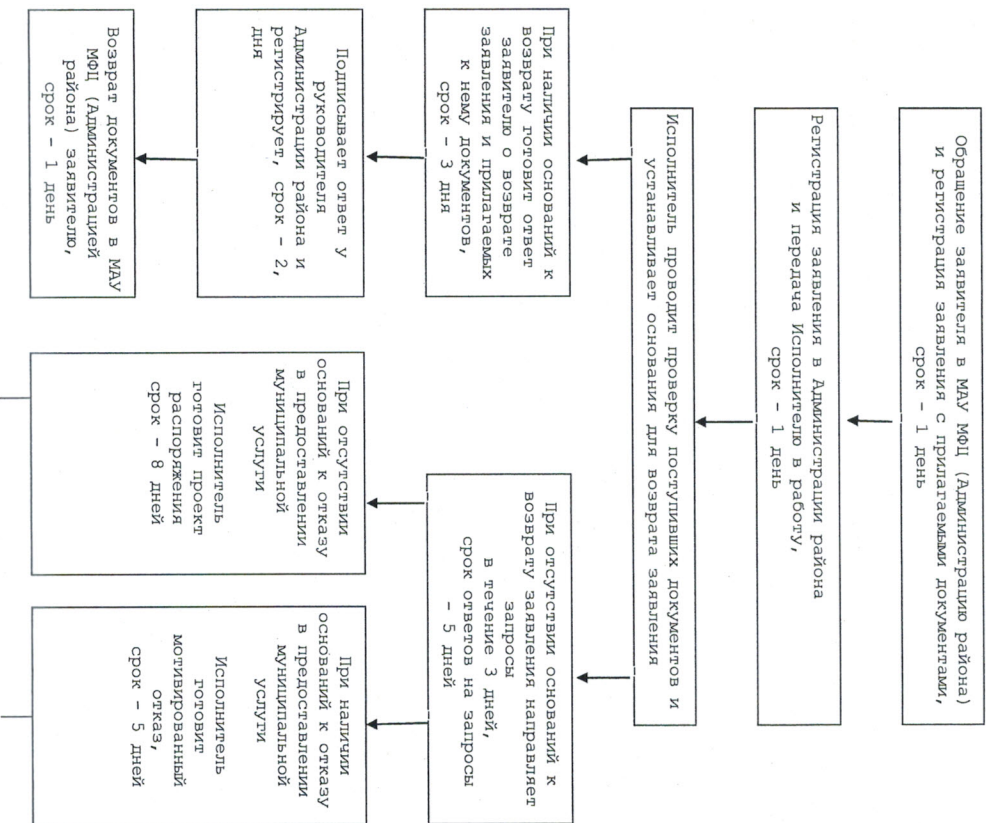 Обращение заявителя в МАУ МФЦ (Администрацию района)
и регистрация заявления с прилагаемыми документами,
срок – 1 день
Регистрация заявления в Администрации района
и передача Исполнителю в работу,
срок – 1 день
Исполнитель проводит проверку поступивших документов и
устанавливает основания для возврата заявления
При наличии оснований к
возврату готовит ответ
заявителю о возврате
заявления и прилагаемых
к нему документов,
срок – 3 дня
Подписывает ответ у
руководителя
Администрации района и
регистрирует, срок – 2,
дня
Возврат документов в МАУ
МФЦ (Администрацией
района) заявителю,
срок – 1 день
При отсутствии оснований к
возврату заявления направляет
запросы
в течение 3 дней,
срок ответов на запросы
– 5 дней
При отсутствии
оснований к отказу
в предоставлении
муниципальной
услуги
Исполнитель
готовит проект
распоряжения
срок – 8 дней
При наличии
оснований к отказу
в предоставлении
муниципальной
услуги
Исполнитель
готовит
мотивированный
отказ,
срок – 5 дней